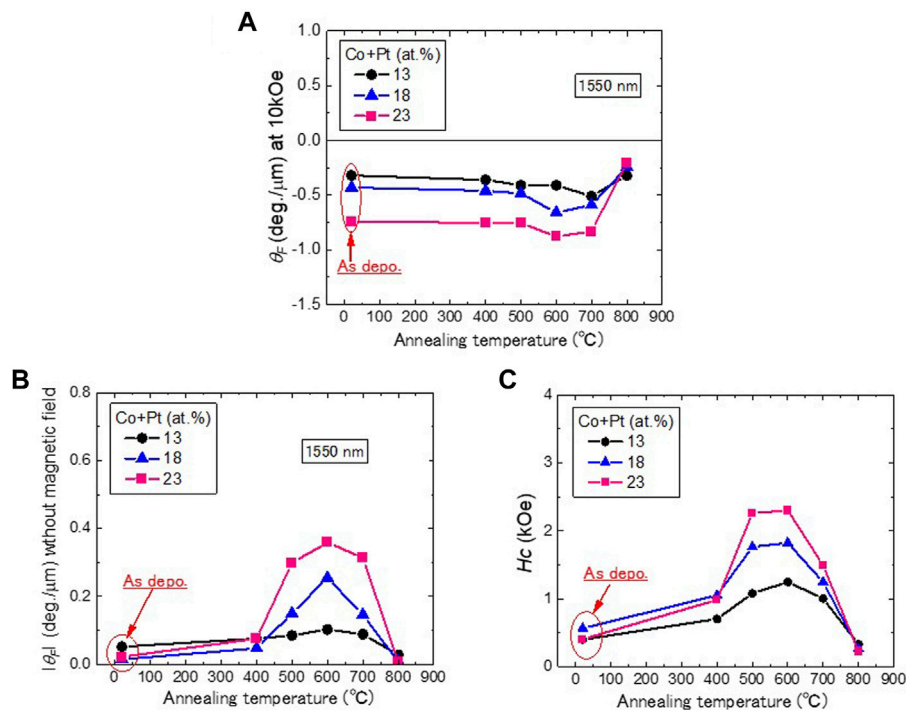 A
θF (deg./μm) at 10kOe
1.0
0.5
0.0
-0.5
-1.0
-1.5
Co+Pt (at.%)
13
18
23
1550 nm
As depo.
0 100 200 300 400 500 600 700 800 900
Annealing temperature (°C)
B
|θF| (deg./μm) without magnetic field
0.8
0.6
0.4
0.2
0.0
Co+Pt (at.%)
13
18
23
1550 nm
As depo.
0 100 200 300 400 500 600 700 800 900
Annealing temperature (°C)
C
Hc (kOe)
4
3
2
1
0
Co+Pt (at.%)
13
18
23
As depo.
0 100 200 300 400 500 600 700 800 900
Annealing temperature (°C)